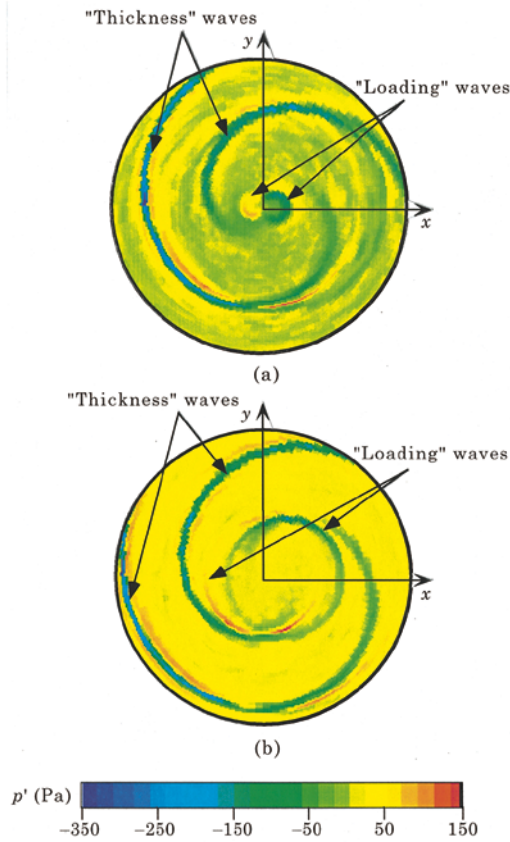 "Thickness" waves
y
"Loading" waves
x
(a)
"Thickness" waves
y
"Loading" waves
x
(b)
p' (Pa)
−350 −250 −150 −50 50 150